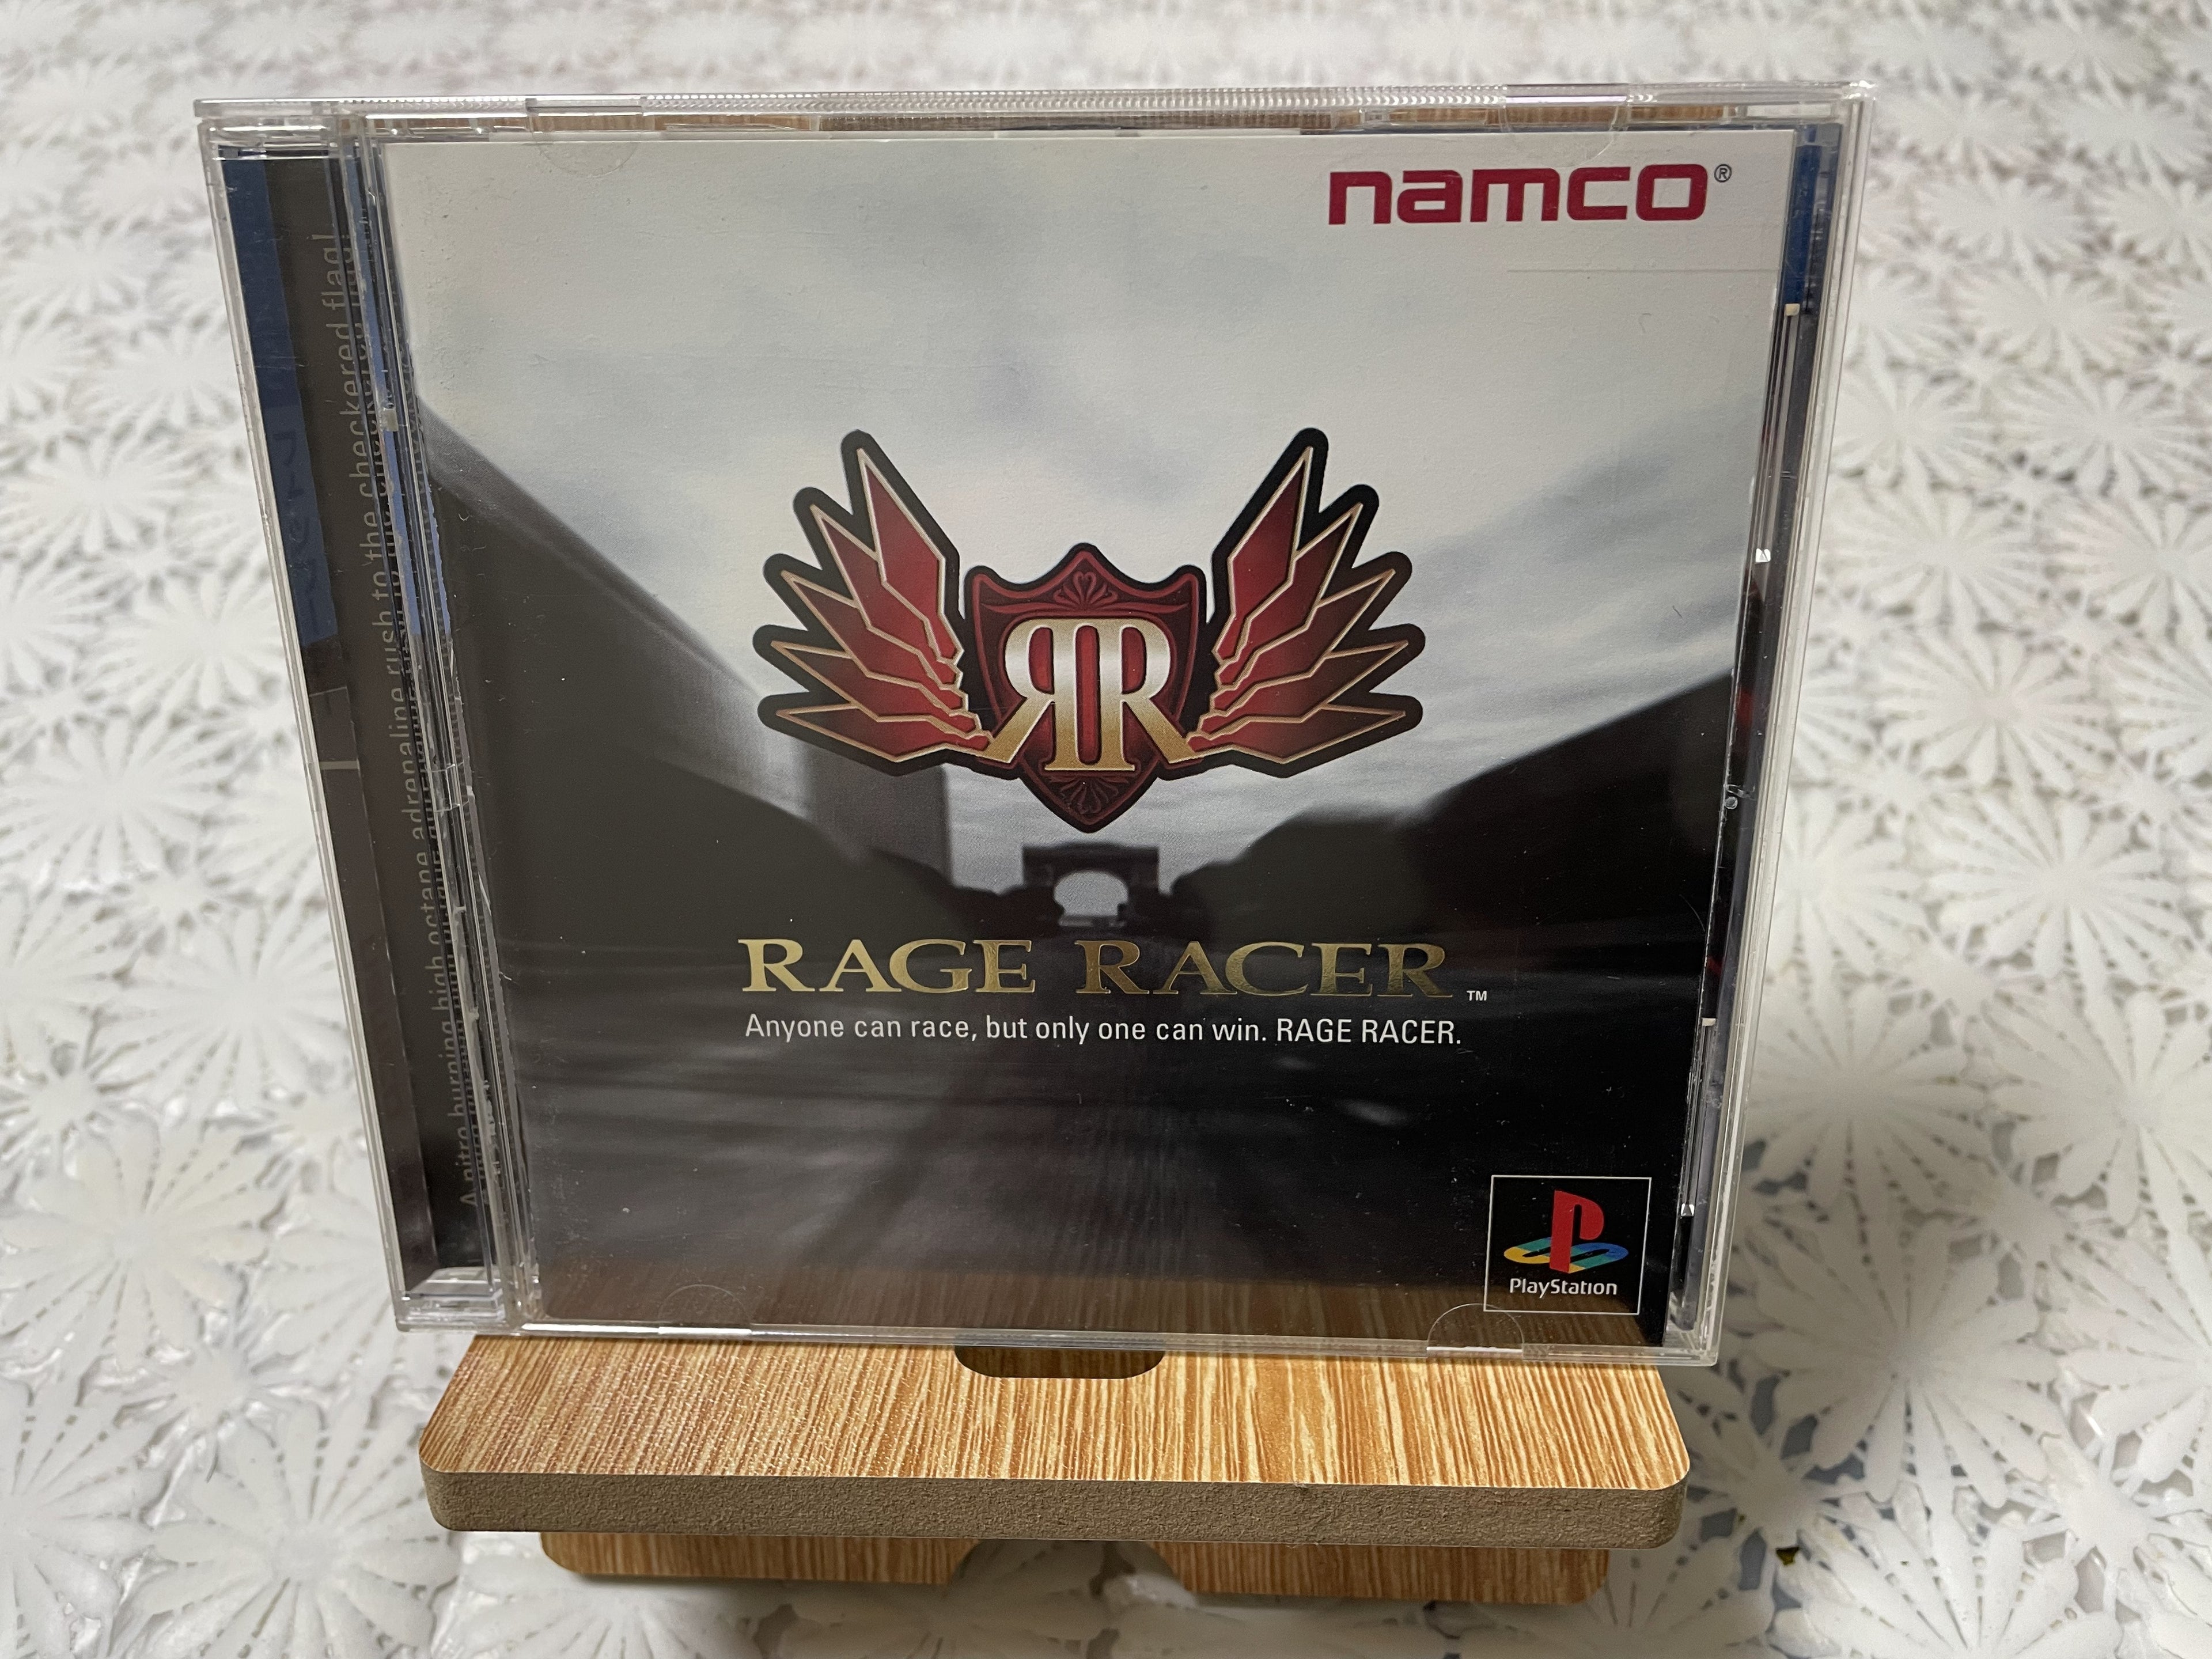 namco®
RR
RAGE RACER™
Anyone can race, but only one can win. RAGE RACER.
PlayStation
A nitro burning high octane adrenaline rush to the checkered flag!